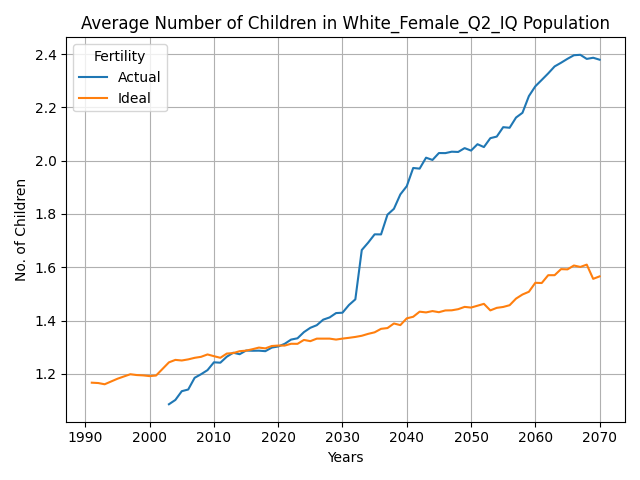 Average Number of Children in White_Female_Q2_IQ Population
Fertility
Actual
Ideal
No. of Children
2.4
2.2
2.0
1.8
1.6
1.4
1.2
1990 2000 2010 2020 2030 2040 2050 2060 2070
Years